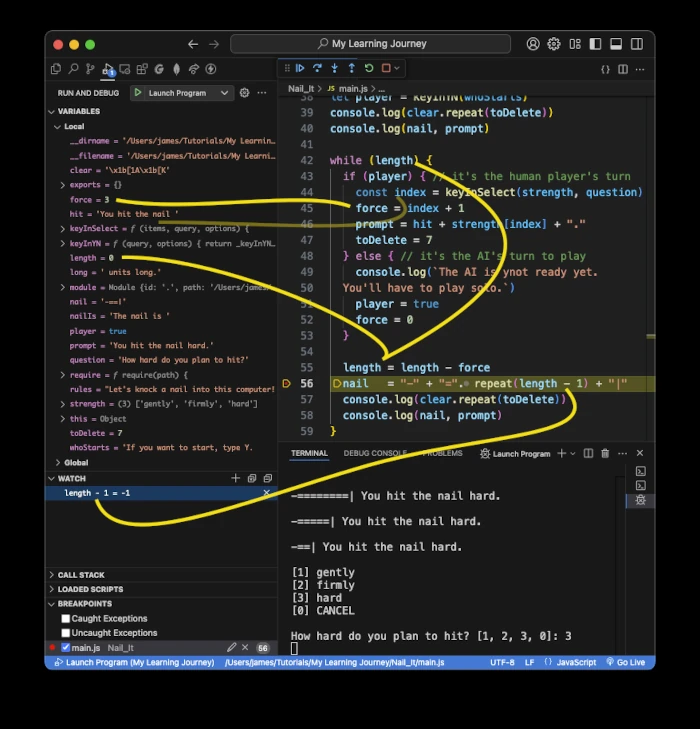 My Learning Journey
RUN AND DEBUG
Launch Program
Nail_It > JS main.js > ...
VARIABLES
Local
__dirname = '/Users/james/Tutorials/My Learnin…
__filename = '/Users/james/Tutorials/My Learni…
clear = '\x1b[1A\x1b[K'
exports = {}
force = 3
hit = 'You hit the nail '
keyInSelect = ƒ (items, query, options) {
keyInYN = ƒ (query, options) { return _keyInYN…
length = 0
long = ' units long.'
module = Module {id: '.', path: '/Users/james/
nail = '-==|'
nailIs = 'The nail is '
player = true
prompt = 'You hit the nail hard.'
question = 'How hard do you plan to hit?'
require = ƒ require(path) {
rules = "Let's knock a nail into this computer!
strength = (3) ['gently', 'firmly', 'hard']
this = Object
toDelete = 7
whoStarts = "If you want to start, type Y.
Global
WATCH
length - 1 = -1
CALL STACK
LOADED SCRIPTS
BREAKPOINTS
Caught Exceptions
Uncaught Exceptions
main.js Nail_It 56
38 let player = keyInYN(whoStarts)
39 console.log(clear.repeat(toDelete))
40 console.log(nail, prompt)
41
42 while (length) {
43 if (player) { // it's the human player's turn
44 const index = keyInSelect(strength, question)
45 force = index + 1
46 prompt = hit + strength[index] + "."
47 toDelete = 7
48 } else { // it's the AI's turn to play
49 console.log(`The AI is ynot ready yet.
50 You'll have to play solo.`)
51 player = true
52 force = 0
53 }
54
55 length = length - force
56 nail = "-" + "=". repeat(length - 1) + "|"
57 console.log(clear.repeat(toDelete))
58 console.log(nail, prompt)
59 }
TERMINAL DEBUG CONSOLE PROBLEMS Launch Program
-========| You hit the nail hard.
-=====| You hit the nail hard.
-==| You hit the nail hard.
[1] gently
[2] firmly
[3] hard
[0] CANCEL
How hard do you plan to hit? [1, 2, 3, 0]: 3
Launch Program (My Learning Journey) /Users/james/Tutorials/My Learning Journey/Nail_It/main.js UTF-8 LF {} JavaScript Go Live